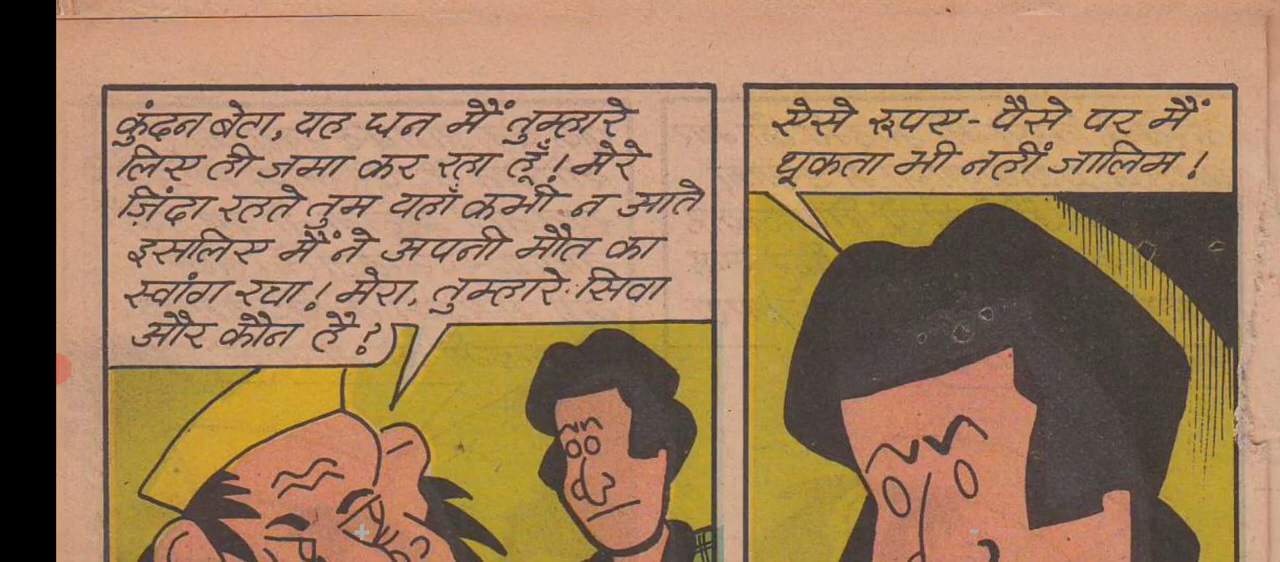 कुंदन बेटा, यह धन मैं तुम्हारे
लिए ही जमा कर रहा हूँ! मेरे
ज़िंदा रहते तुम यहाँ कभी न आते
इसलिए मैं ने अपनी मौत का
स्वांग रचा! मेरा, तुम्हारे सिवा
और कौन है?
ऐसे रूपए-पैसे पर मैं
थूकता भी नहीं जालिम!